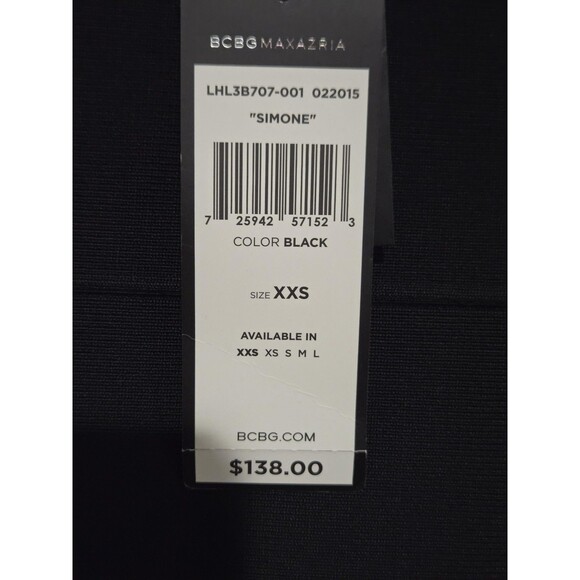 BCBGMAXAZRIA
LHL3B707-001 022015
"SIMONE"
7 25942 57152 3
COLOR BLACK
SIZE XXS
AVAILABLE IN
XXS XS S M L
BCBG.COM
$138.00